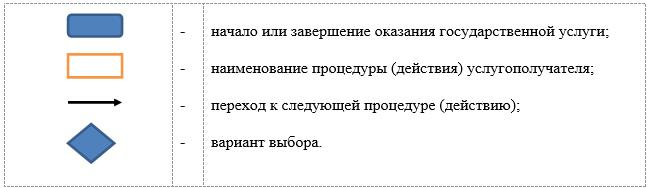 - начало или завершение оказания государственной услуги;
- наименование процедуры (действия) услугополучателя;
- переход к следующей процедуре (действию);
- вариант выбора.